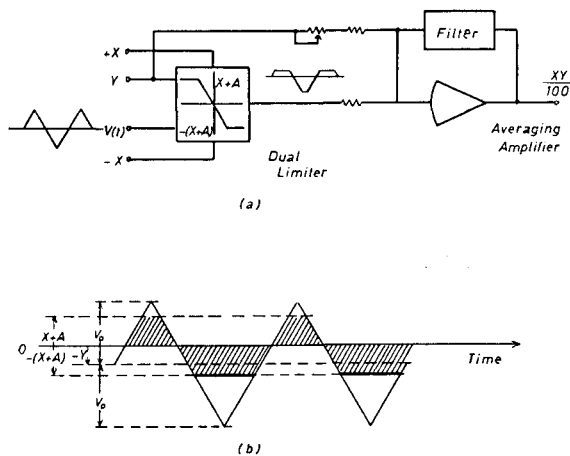 +X
Y
V(t)
-X
X+A
-(X+A)
Dual
Limiter
Filter
XY
100
Averaging
Amplifier
(a)
X+A
0
-(X+A)
-Y
V₀
V₀
Time
(b)